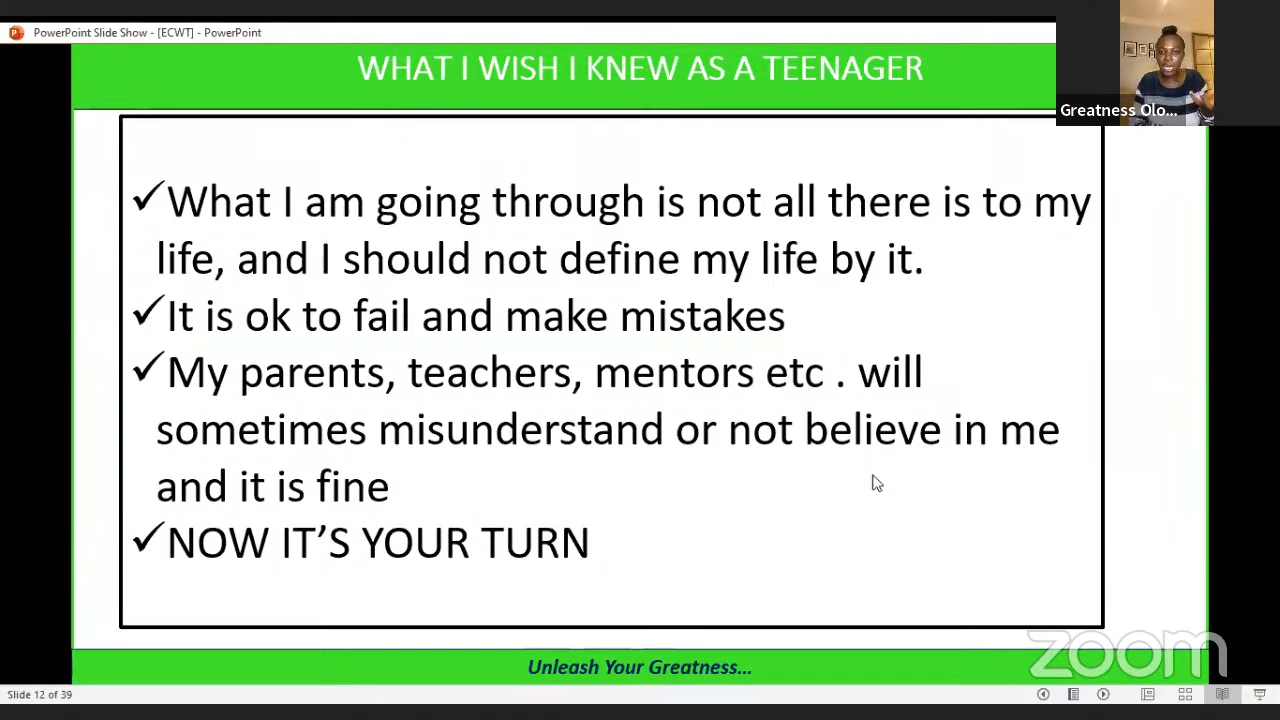 PowerPoint Slide Show - [ECWT] - PowerPoint
WHAT I WISH I KNEW AS A TEENAGER
Greatness Olo...
✓What I am going through is not all there is to my
life, and I should not define my life by it.
✓It is ok to fail and make mistakes
✓My parents, teachers, mentors etc . will
sometimes misunderstand or not believe in me
and it is fine
✓NOW IT’S YOUR TURN
zoom
Unleash Your Greatness...
Slide 12 of 39